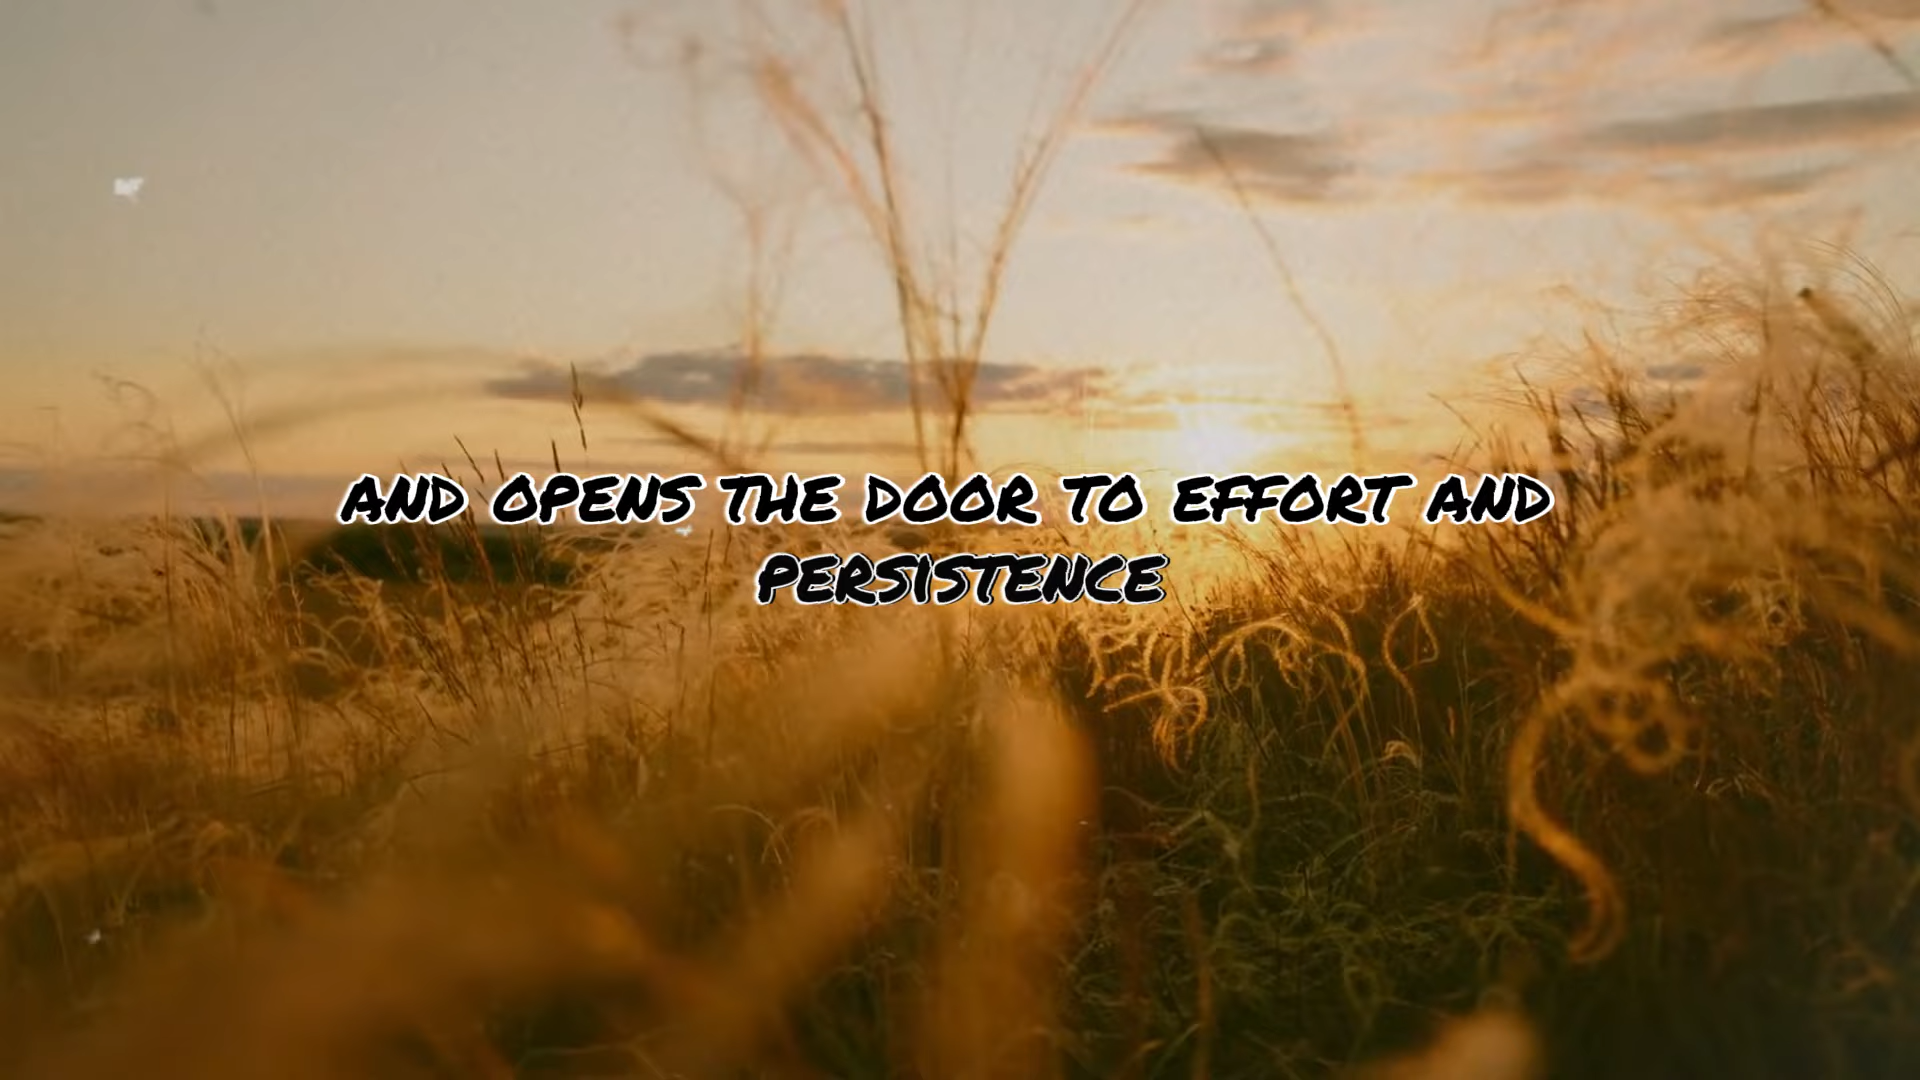 AND OPENS THE DOOR TO EFFORT AND
PERSISTENCE